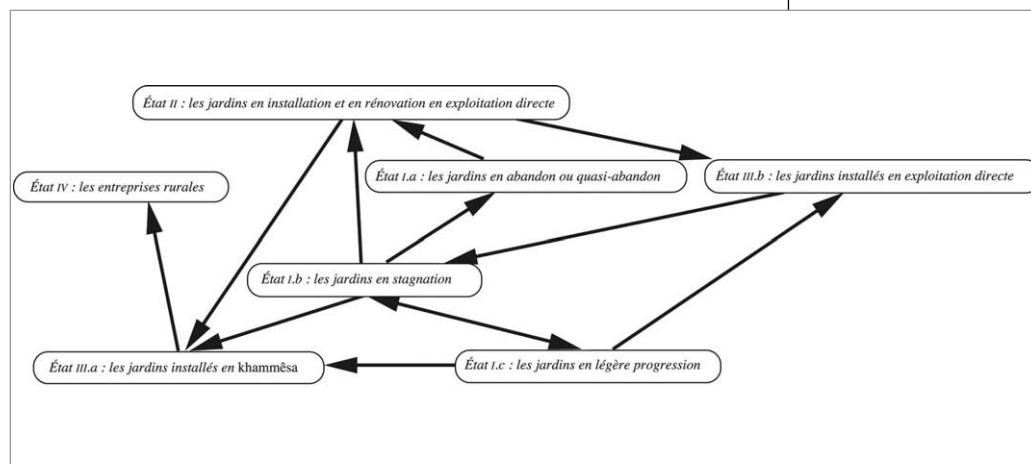 État II : les jardins en installation et en rénovation en exploitation directe
État I.a : les jardins en abandon ou quasi-abandon
État III.b : les jardins installés en exploitation directe
État IV : les entreprises rurales
État I.b : les jardins en stagnation
État III.a : les jardins installés en khammêsa
État I.c : les jardins en légère progression